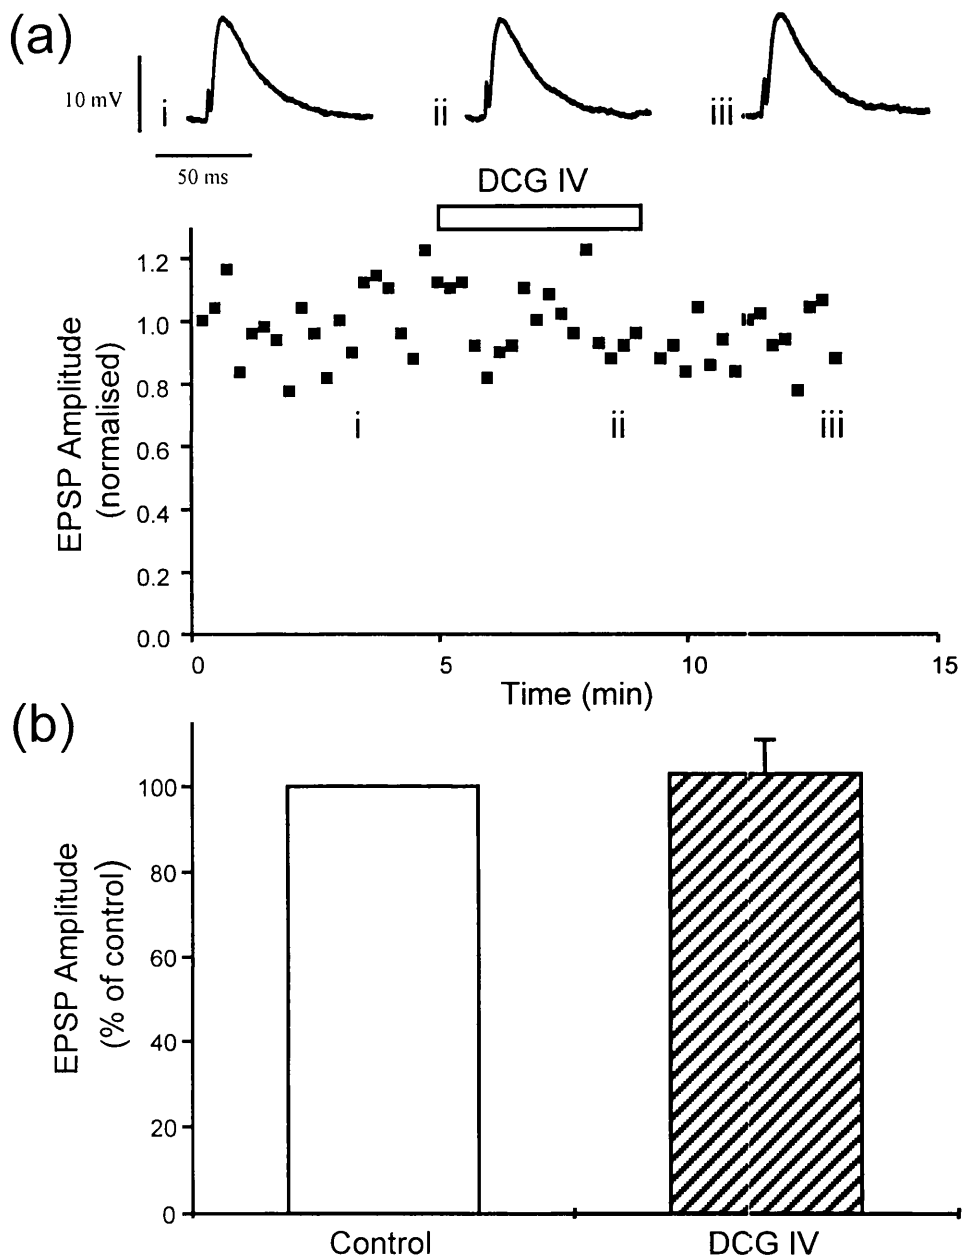 (a)
10 mV
i
ii
iii
50 ms
DCG IV
EPSP Amplitude
(normalised)
1.2
1.0
0.8
0.6
0.4
0.2
0.0
i
ii
iii
0
5
10
15
Time (min)
(b)
EPSP Amplitude
(% of control)
100
80
60
40
20
0
Control
DCG IV